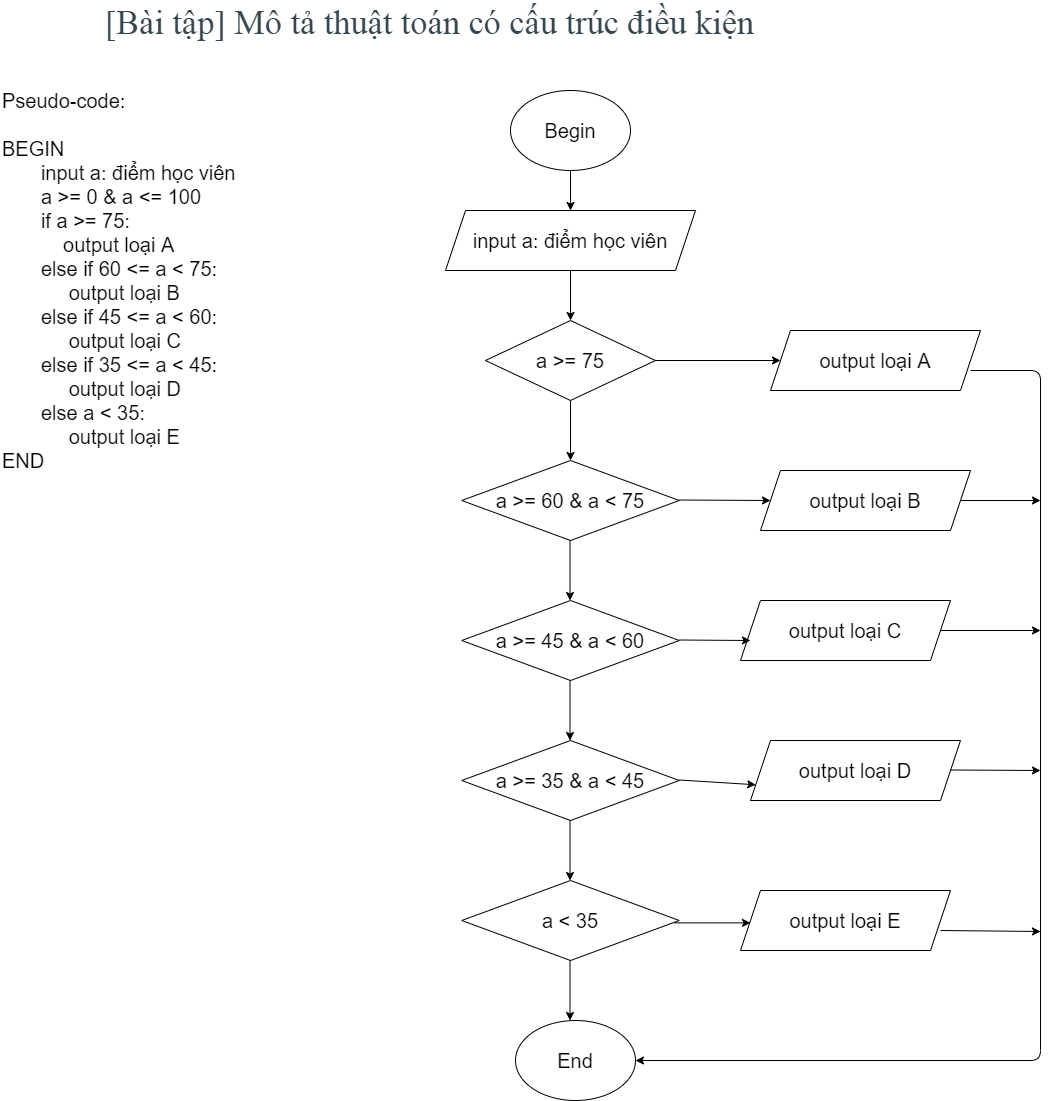 [Bài tập] Mô tả thuật toán có cấu trúc điều kiện
Pseudo-code:
BEGIN
input a: điểm học viên
a >= 0 & a <= 100
if a >= 75:
output loại A
else if 60 <= a < 75:
output loại B
else if 45 <= a < 60:
output loại C
else if 35 <= a < 45:
output loại D
else a < 35:
output loại E
END
Begin
input a: điểm học viên
a >= 75
output loại A
a >= 60 & a < 75
output loại B
a >= 45 & a < 60
output loại C
a >= 35 & a < 45
output loại D
a < 35
output loại E
End